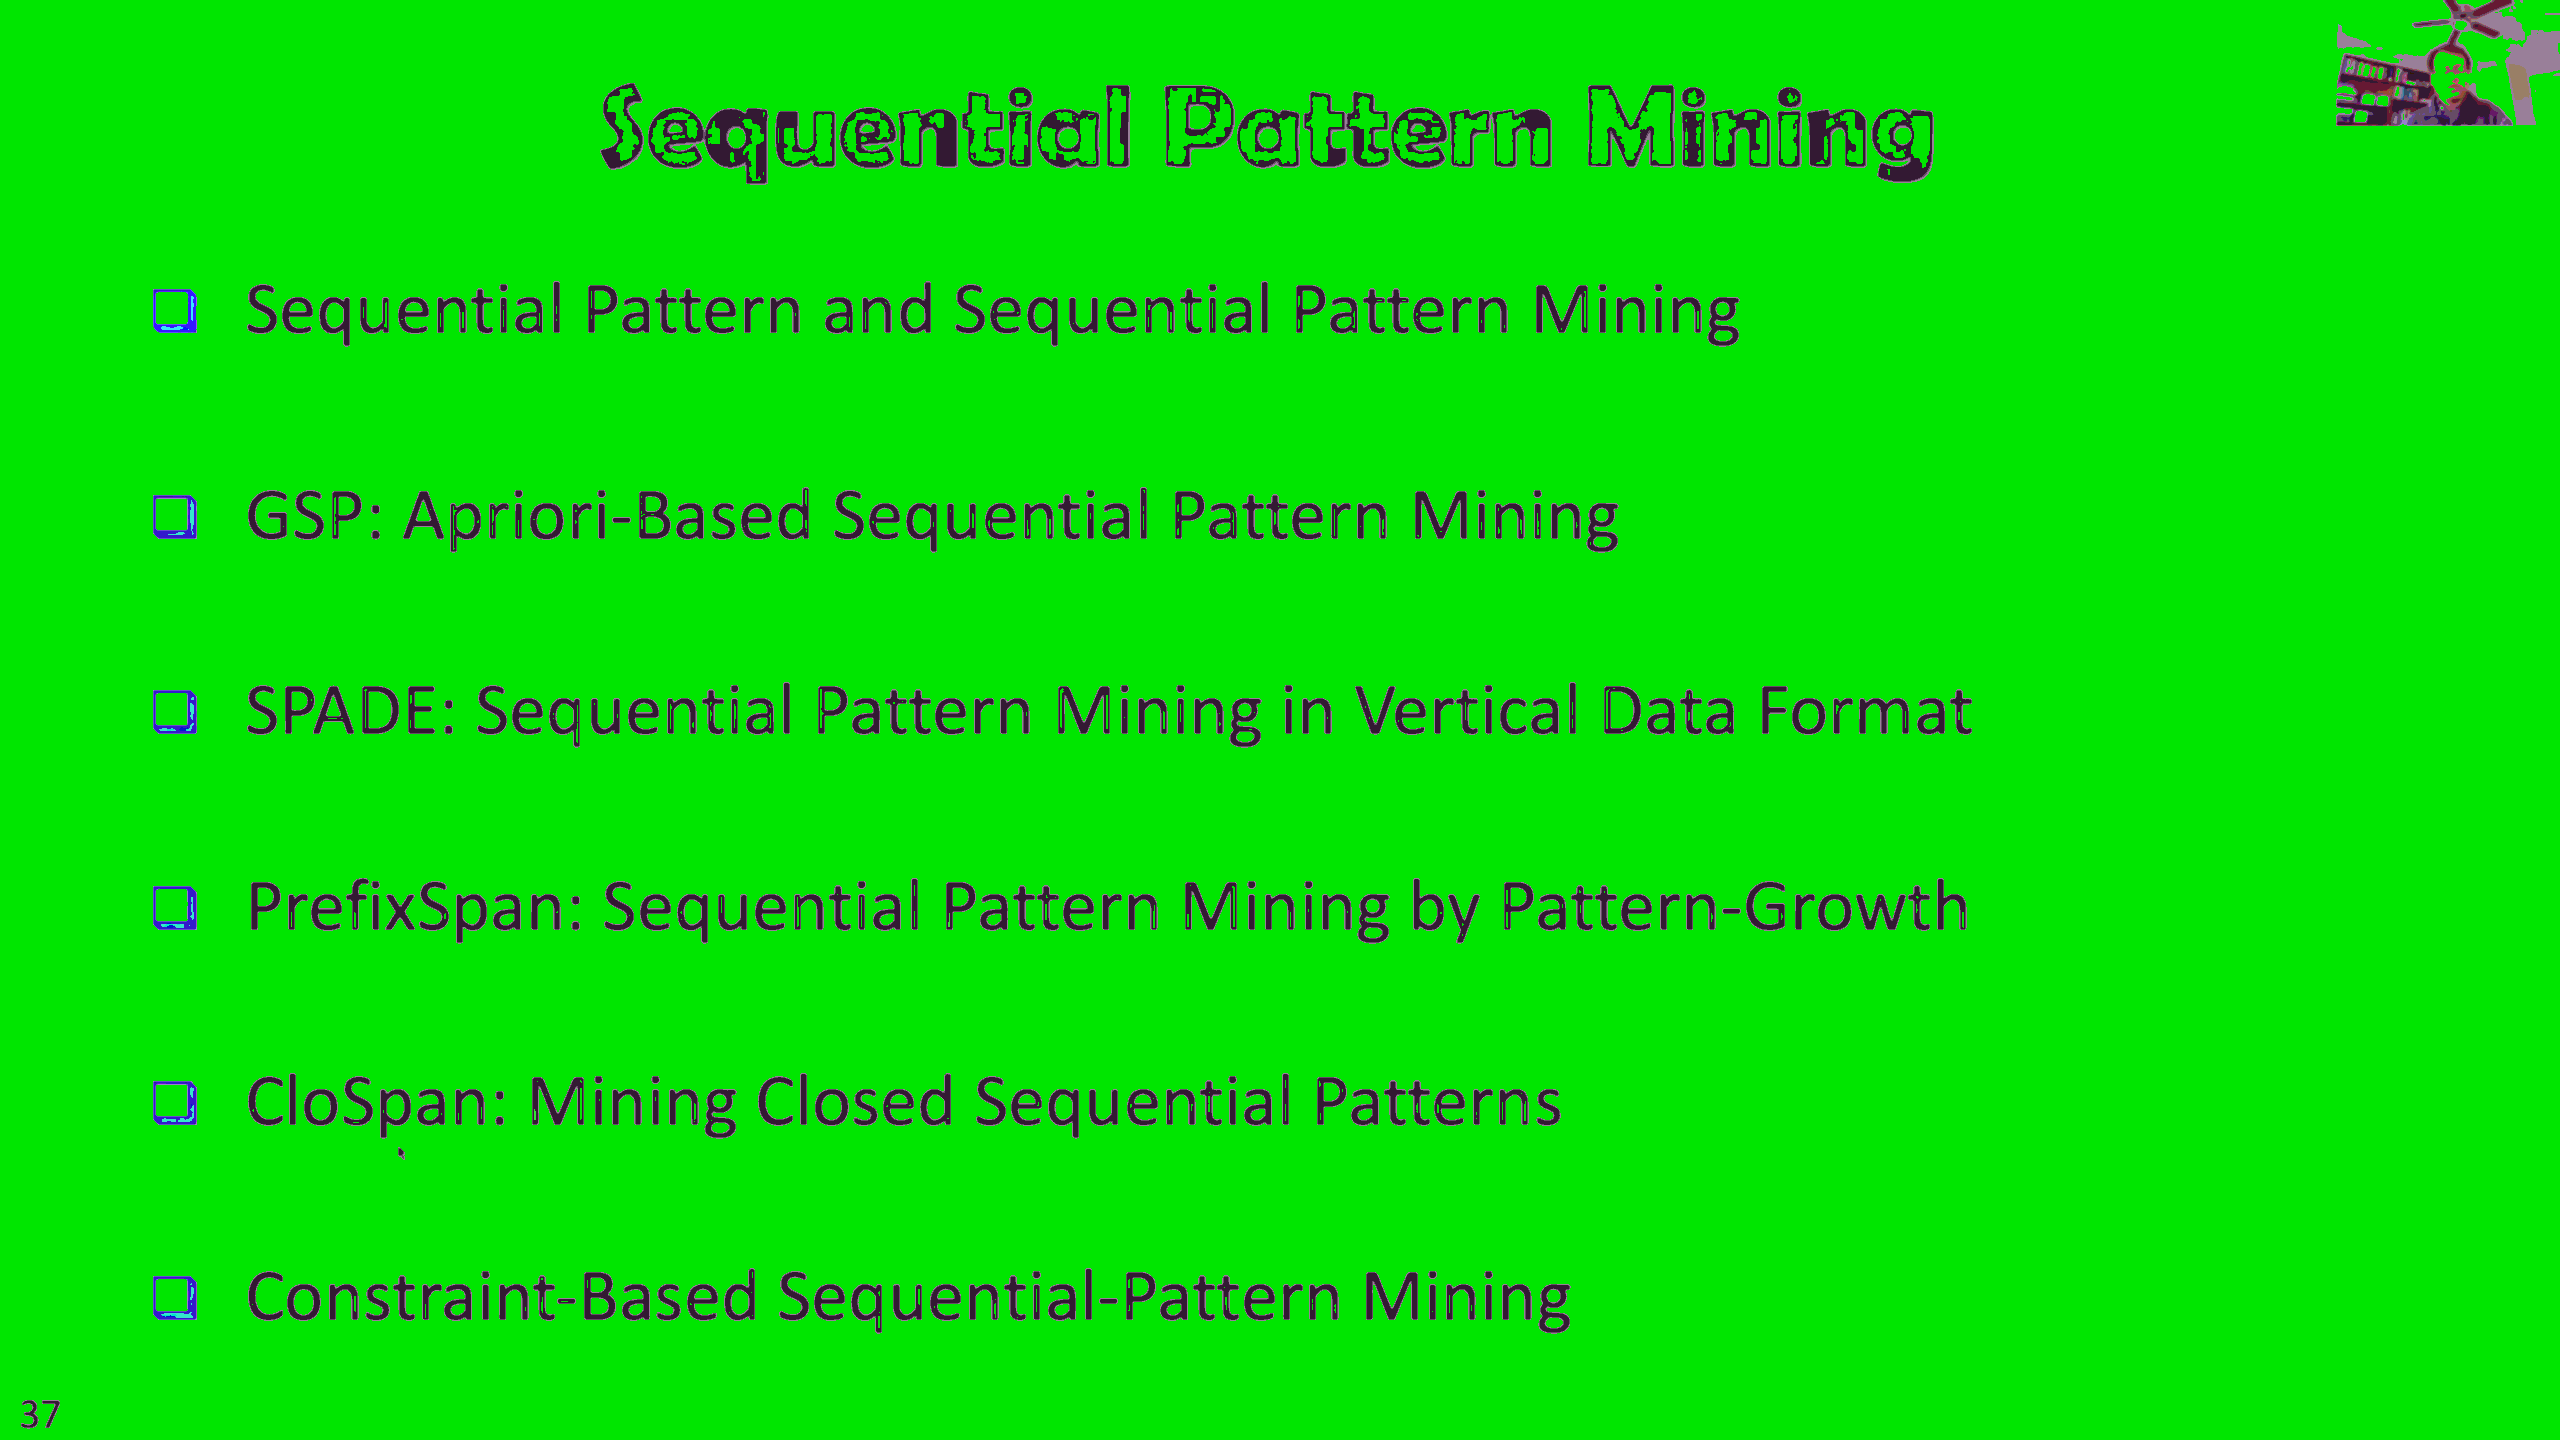 Sequential Pattern Mining
Sequential Pattern and Sequential Pattern Mining
GSP: Apriori-Based Sequential Pattern Mining
SPADE: Sequential Pattern Mining in Vertical Data Format
PrefixSpan: Sequential Pattern Mining by Pattern-Growth
CloSpan: Mining Closed Sequential Patterns
Constraint-Based Sequential-Pattern Mining
37